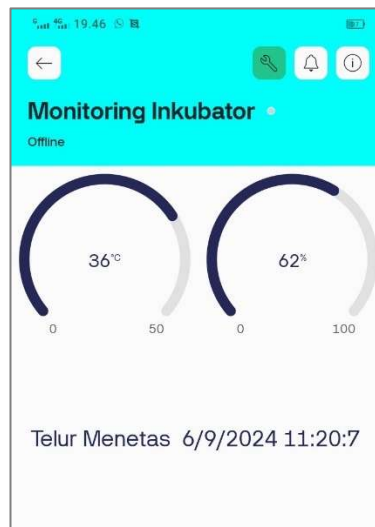 19.46
Monitoring Inkubator
Offline
36°C
62%
0 50
0 100
Telur Menetas 6/9/2024 11:20:7